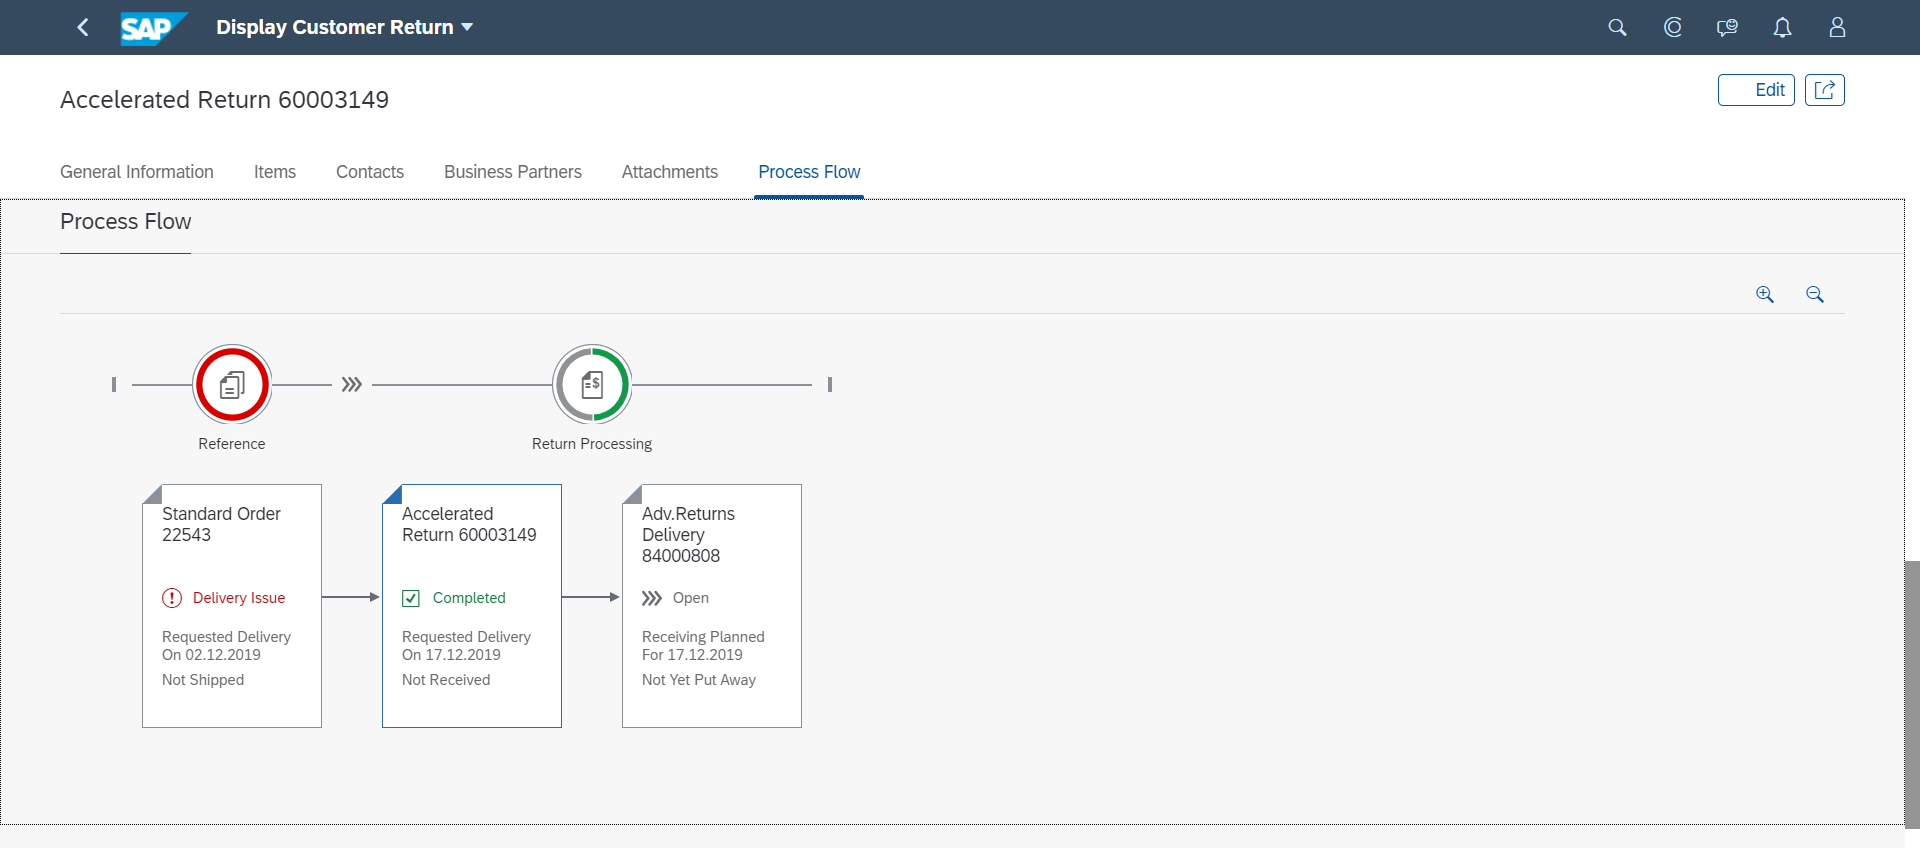 SAP
Display Customer Return
Accelerated Return 60003149
Edit
General Information
Items
Contacts
Business Partners
Attachments
Process Flow
Process Flow
Reference
Return Processing
Standard Order
22543
Delivery Issue
Requested Delivery
On 02.12.2019
Not Shipped
Accelerated
Return 60003149
Completed
Requested Delivery
On 17.12.2019
Not Received
Adv.Returns
Delivery
84000808
Open
Receiving Planned
For 17.12.2019
Not Yet Put Away